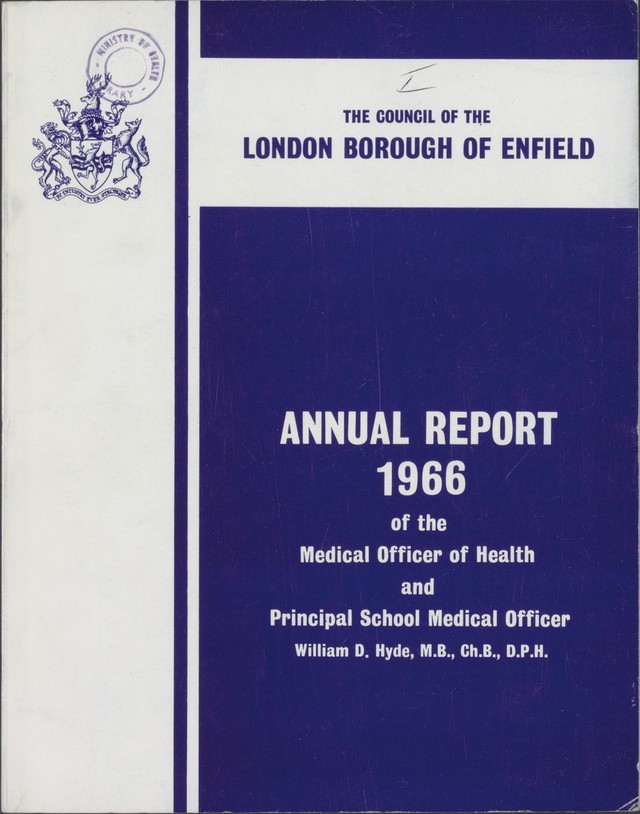 MINISTRY OF HEALTH
THE COUNCIL OF THE
LONDON BOROUGH OF ENFIELD
ANNUAL REPORT
1966
of the
Medical Officer of Health
and
Principal School Medical Officer
William D. Hyde, M.B., Ch.B., D.P.H.